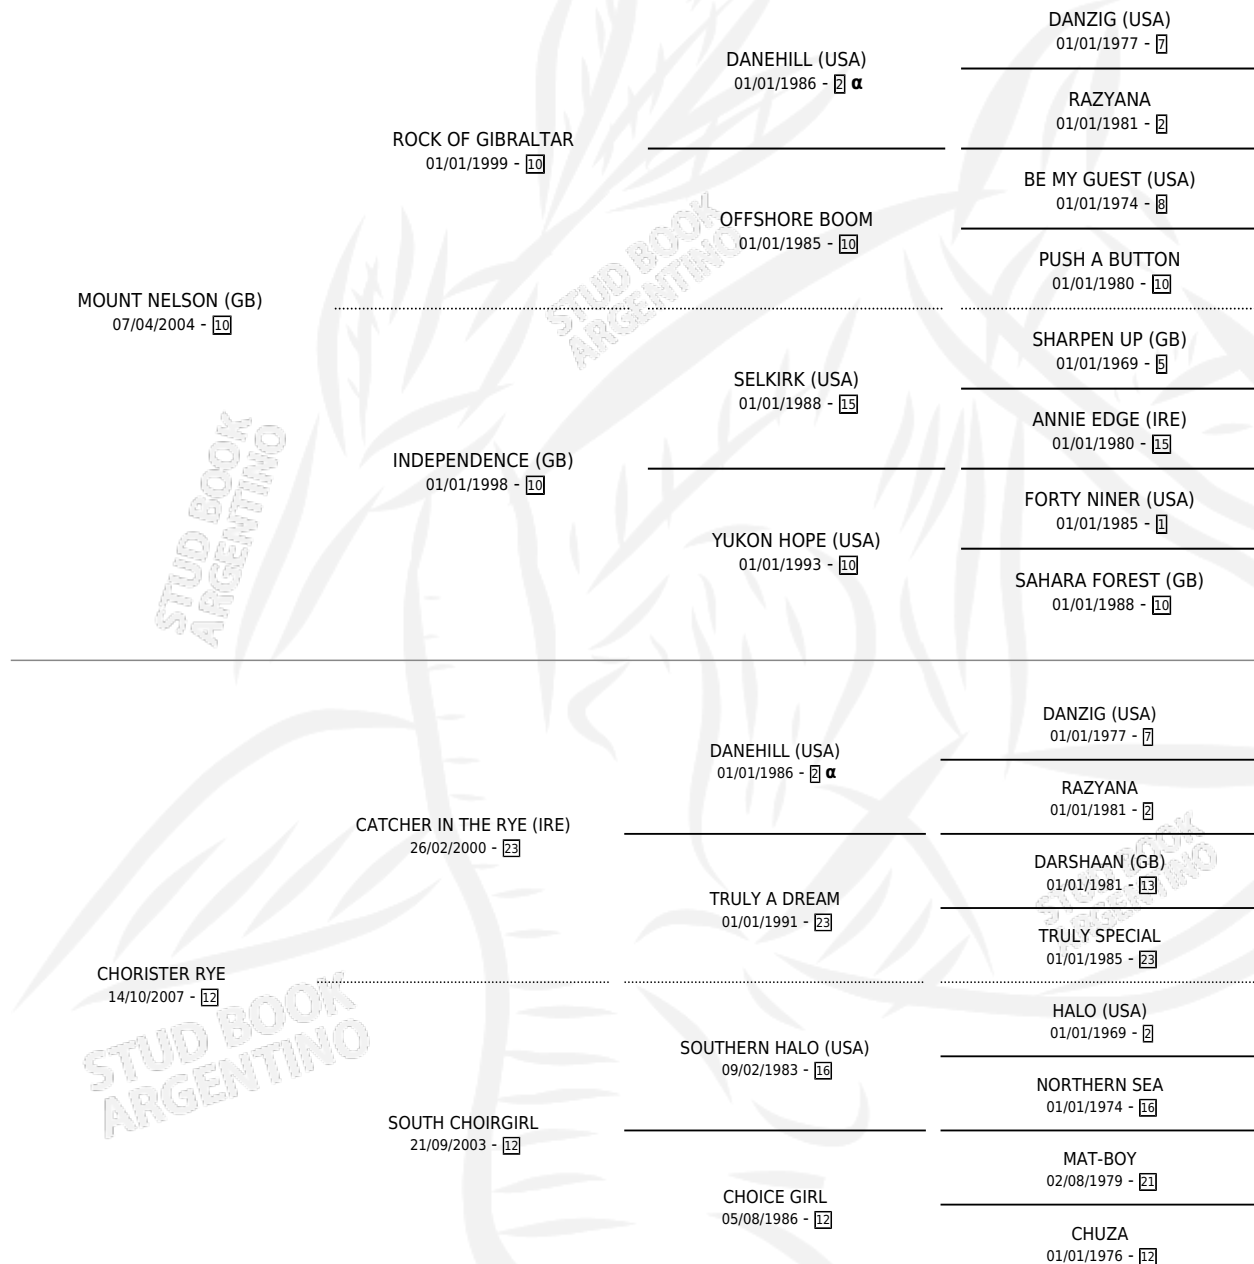 DANZIG (USA)
01/01/1977 - 7
DANEHILL (USA)
01/01/1986 - 2 α
RAZYANA
01/01/1981 - 2
ROCK OF GIBRALTAR
01/01/1999 - 10
BE MY GUEST (USA)
01/01/1974 - 8
OFFSHORE BOOM
01/01/1985 - 10
PUSH A BUTTON
01/01/1980 - 10
MOUNT NELSON (GB)
07/04/2004 - 10
STUD BOOK
ARGENTINO
SHARPEN UP (GB)
01/01/1969 - 5
SELKIRK (USA)
01/01/1988 - 15
ANNIE EDGE (IRE)
01/01/1980 - 15
INDEPENDENCE (GB)
01/01/1998 - 10
FORTY NINER (USA)
01/01/1985 - 1
YUKON HOPE (USA)
01/01/1993 - 10
SAHARA FOREST (GB)
01/01/1988 - 10
STUD BOOK
ARGENTINO
DANZIG (USA)
01/01/1977 - 7
DANEHILL (USA)
01/01/1986 - 2 α
RAZYANA
01/01/1981 - 2
CATCHER IN THE RYE (IRE)
26/02/2000 - 23
DARSHAAN (GB)
01/01/1981 - 13
STUD BOOK
ARGENTINO
TRULY A DREAM
01/01/1991 - 23
TRULY SPECIAL
01/01/1985 - 23
CHORISTER RYE
14/10/2007 - 12
STUD BOOK
ARGENTINO
HALO (USA)
01/01/1969 - 2
SOUTHERN HALO (USA)
09/02/1983 - 16
NORTHERN SEA
01/01/1974 - 16
SOUTH CHOIRGIRL
21/09/2003 - 12
MAT-BOY
02/08/1979 - 21
CHOICE GIRL
05/08/1986 - 12
CHUZA
01/01/1976 - 12